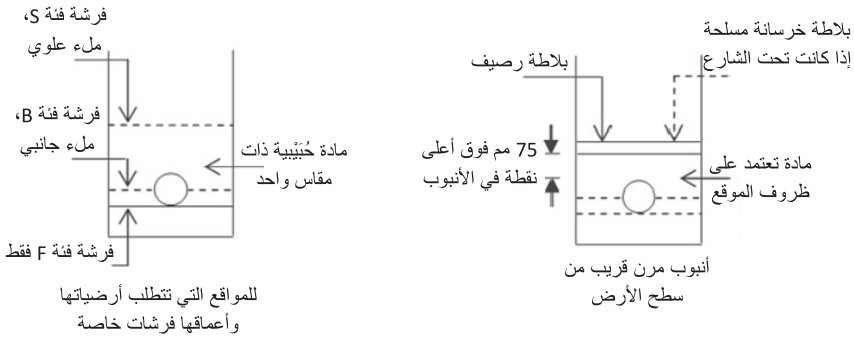 فرشة فئة S،
ملء علوي
فرشة فئة B،
ملء جانبي
مادة حُبَيْبية ذات
مقاس واحد
فرشة فئة F فقط
للمواقع التي تتطلب أرضياتها
وأعماقها فرشات خاصة
بلاطة خرسانة مسلحة
إذا كانت تحت الشارع
بلاطة رصيف
75 مم فوق أعلى
نقطة في الأنبوب
مادة تعتمد على
ظروف الموقع
أنبوب مرن قريب من
سطح الأرض